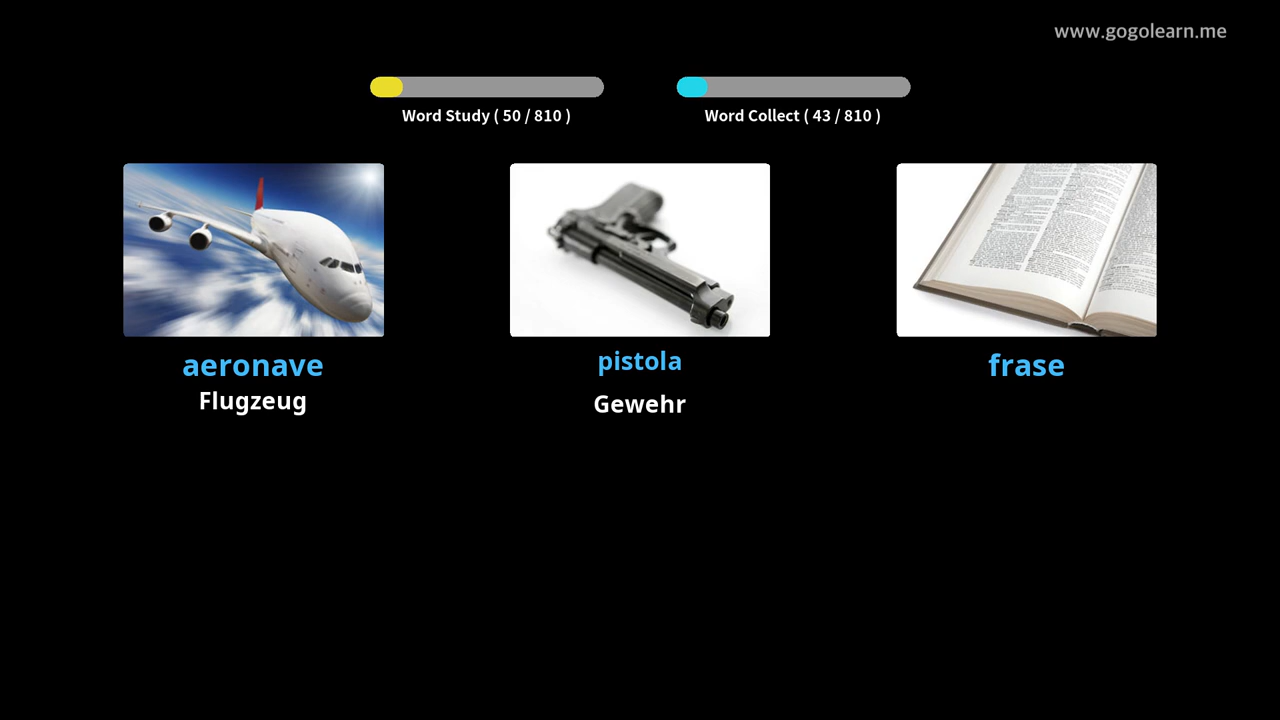 www.gogolearn.me
Word Study ( 50 / 810 )
Word Collect ( 43 / 810 )
aeronave
Flugzeug
pistola
Gewehr
frase